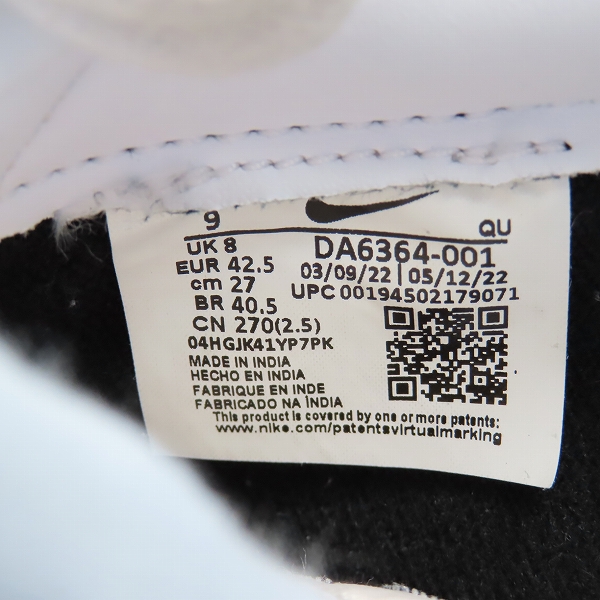 9 QU
UK 8 DA6364-001
EUR 42.5 03/09/22 | 05/12/22
cm 27 UPC 00194502179071
BR 40.5
CN 270(2.5)
04HGJK41YP7PK
MADE IN INDIA
HECHO EN INDIA
FABRIQUE EN INDE
FABRICADO NA ÍNDIA
This product is covered by one or more patents:
www.nike.com/patentsvirtualmarking